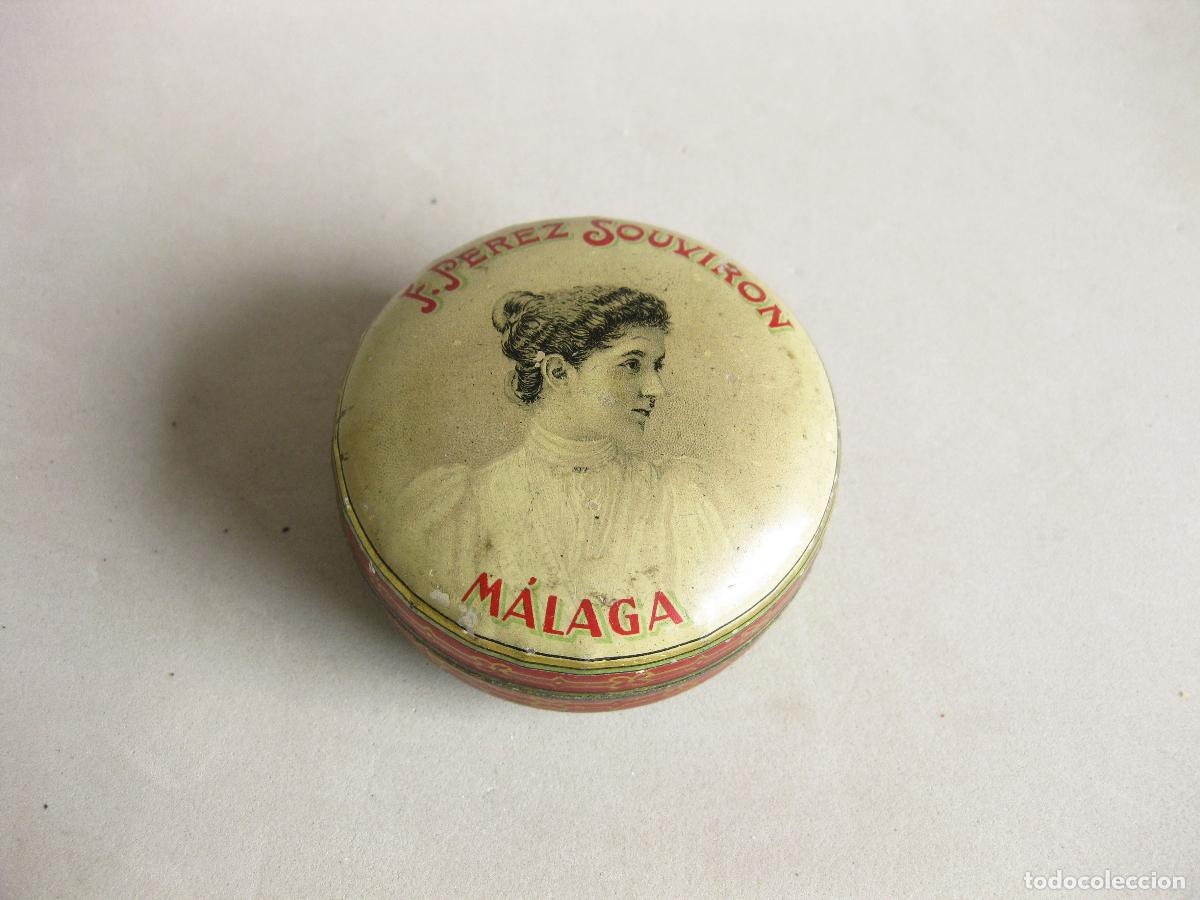 F. PEREZ SOUVIRON
MÁLAGA
todocoleccion